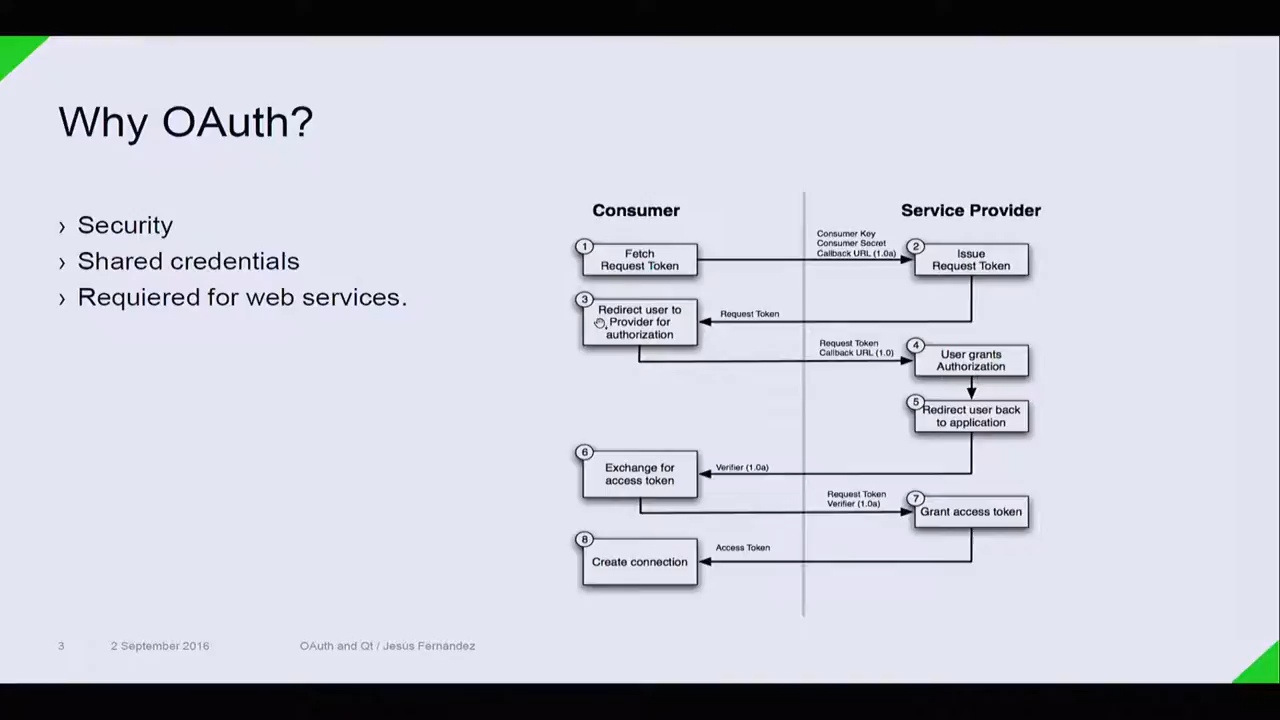 Why OAuth?
› Security
› Shared credentials
› Requiered for web services.
Consumer
Service Provider
1
Fetch
Request Token
Consumer Key
Consumer Secret
Callback URL (1.0a)
2
Issue
Request Token
3
Redirect user to
Provider for
authorization
Request Token
Request Token
Callback URL (1.0)
4
User grants
Authorization
5
Redirect user back
to application
6
Exchange for
access token
Verifier (1.0a)
Request Token
Verifier (1.0a)
7
Grant access token
8
Create connection
Access Token
3
2 September 2016
OAuth and Qt / Jesus Fernandez